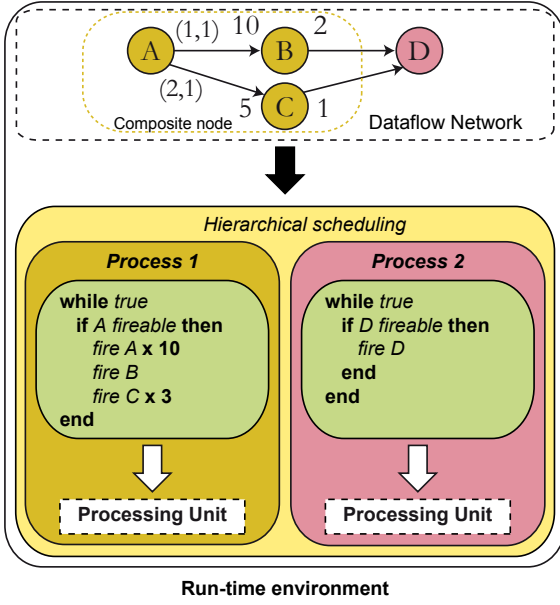 (1,1) 10 2
A B D
(2,1)
5 C 1
Composite node
Dataflow Network
Hierarchical scheduling
Process 1
while true
if A fireable then
fire A x 10
fire B
fire C x 3
end
Processing Unit
Process 2
while true
if D fireable then
fire D
end
end
Processing Unit
Run-time environment